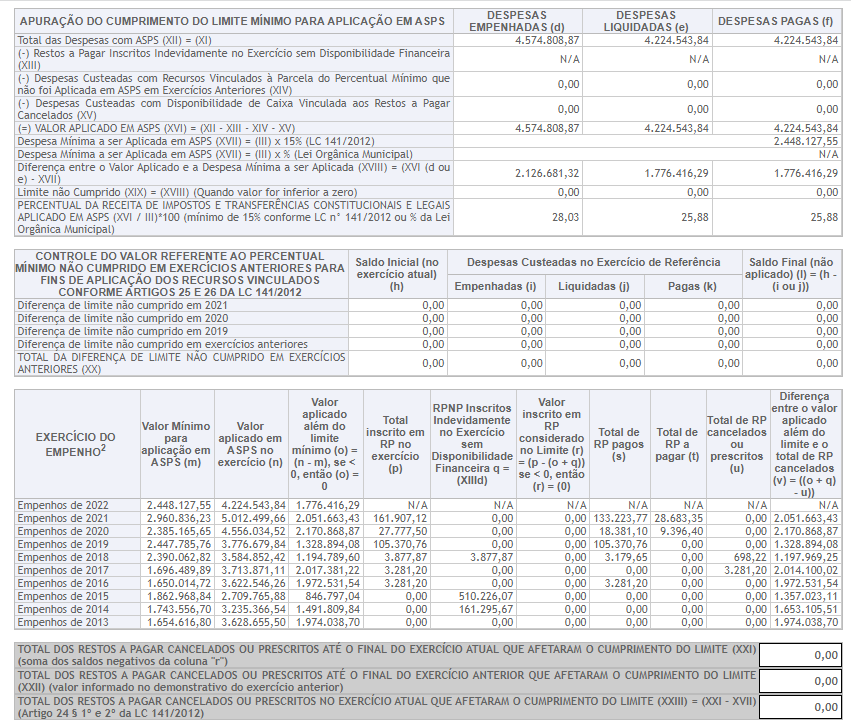 APURAÇÃO DO CUMPRIMENTO DO LIMITE MÍNIMO PARA APLICAÇÃO EM ASPS DESPESAS EMPENHADAS (d) DESPESAS LIQUIDADAS (e) DESPESAS PAGAS (f)
Total das Despesas com ASPS (XII) = (XI) 4.574.808,87 4.224.543,84 4.224.543,84
(-) Restos a Pagar Inscritos Indevidamente no Exercício sem Disponibilidade Financeira
(XIII) N/A N/A N/A
(-) Despesas Custeadas com Recursos Vinculados à Parcela do Percentual Mínimo que
não foi Aplicada em ASPS em Exercícios Anteriores (XIV) 0,00 0,00 0,00
(-) Despesas Custeadas com Disponibilidade de Caixa Vinculada aos Restos a Pagar
Cancelados (XV) 0,00 0,00 0,00
(=) VALOR APLICADO EM ASPS (XVI) = (XII - XIII - XIV - XV) 4.574.808,87 4.224.543,84 4.224.543,84
Despesa Mínima a ser Aplicada em ASPS (XVII) = (III) x 15% (LC 141/2012) 2.448.127,55
Despesa Mínima a ser Aplicada em ASPS (XVII) = (III) x % (Lei Orgânica Municipal) N/A
Diferença entre o Valor Aplicado e a Despesa Mínima a ser Aplicada (XVIII) = (XVI (d ou
e) - XVII) 2.126.681,32 1.776.416,29 1.776.416,29
Limite não Cumprido (XIX) = (XVIII) (Quando valor for inferior a zero) 0,00 0,00 0,00
PERCENTUAL DA RECEITA DE IMPOSTOS E TRANSFERÊNCIAS CONSTITUCIONAIS E LEGAIS
APLICADO EM ASPS (XVI / III)*100 (mínimo de 15% conforme LC n° 141/2012 ou % da Lei
Orgânica Municipal) 28,03 25,88 25,88
CONTROLE DO VALOR REFERENTE AO PERCENTUAL
MÍNIMO NÃO CUMPRIDO EM EXERCÍCIOS ANTERIORES PARA
FINS DE APLICAÇÃO DOS RECURSOS VINCULADOS
CONFORME ARTIGOS 25 E 26 DA LC 141/2012
Saldo Inicial (no
exercício atual)
(h)
Despesas Custeadas no Exercício de Referência
Empenhadas (i) Liquidadas (j) Pagas (k)
Saldo Final (não
aplicado) (l) = (h -
(i ou j))
Diferença de limite não cumprido em 2021 0,00 0,00 0,00 0,00 0,00
Diferença de limite não cumprido em 2020 0,00 0,00 0,00 0,00 0,00
Diferença de limite não cumprido em 2019 0,00 0,00 0,00 0,00 0,00
Diferença de limite não cumprido em exercícios anteriores 0,00 0,00 0,00 0,00 0,00
TOTAL DA DIFERENÇA DE LIMITE NÃO CUMPRIDO EM EXERCÍCIOS
ANTERIORES (XX) 0,00 0,00 0,00 0,00 0,00
EXERCÍCIO DO
EMPENHO2
Valor Mínimo
para
aplicação em
ASPS (m)
Valor
aplicado em
ASPS no
exercício (n)
Valor
aplicado
além do
limite
mínimo (o) =
(n - m), se <
0, então (o) =
0
Total
inscrito em
RP no
exercício
(p)
RPNP Inscritos
Indevidamente
no Exercício
sem
Disponibilidade
Financeira q =
(XIIId)
Valor
inscrito em
RP
considerado
no Limite (r)
= (p - (o + q))
se < 0, então
(r) = (0)
Total de
RP pagos
(s)
Total de
RP a
pagar (t)
Total de RP
cancelados
ou
prescritos
(u)
Diferença
entre o valor
aplicado
além do
limite e o
total de RP
cancelados
(v) = ((o + q)
- u))
Empenhos de 2022 2.448.127,55 4.224.543,84 1.776.416,29 N/A N/A N/A N/A N/A N/A N/A
Empenhos de 2021 2.960.836,23 5.012.499,66 2.051.663,43 161.907,12 0,00 0,00 133.223,77 28.683,35 0,00 2.051.663,43
Empenhos de 2020 2.385.165,65 4.556.034,52 2.170.868,87 27.777,50 0,00 0,00 18.381,10 9.396,40 0,00 2.170.868,87
Empenhos de 2019 2.447.785,76 3.776.679,84 1.328.894,08 105.370,76 0,00 0,00 105.370,76 0,00 0,00 1.328.894,08
Empenhos de 2018 2.390.062,82 3.584.852,42 1.194.789,60 3.877,87 3.877,87 0,00 3.179,65 0,00 698,22 1.197.969,25
Empenhos de 2017 1.696.489,89 3.713.871,11 2.017.381,22 3.281,20 0,00 0,00 0,00 0,00 3.281,20 2.014.100,02
Empenhos de 2016 1.650.014,72 3.622.546,26 1.972.531,54 3.281,20 0,00 0,00 3.281,20 0,00 0,00 1.972.531,54
Empenhos de 2015 1.862.968,84 2.709.765,88 846.797,04 0,00 510.226,07 0,00 0,00 0,00 0,00 1.357.023,11
Empenhos de 2014 1.743.556,70 3.235.366,54 1.491.809,84 0,00 161.295,67 0,00 0,00 0,00 0,00 1.653.105,51
Empenhos de 2013 1.654.616,80 3.628.655,50 1.974.038,70 0,00 0,00 0,00 0,00 0,00 0,00 1.974.038,70
TOTAL DOS RESTOS A PAGAR CANCELADOS OU PRESCRITOS ATÉ O FINAL DO EXERCÍCIO ATUAL QUE AFETARAM O CUMPRIMENTO DO LIMITE (XXI)
(soma dos saldos negativos da coluna "r") 0,00
TOTAL DOS RESTOS A PAGAR CANCELADOS OU PRESCRITOS ATÉ O FINAL DO EXERCÍCIO ANTERIOR QUE AFETARAM O CUMPRIMENTO DO LIMITE
(XXII) (valor informado no demonstrativo do exercício anterior) 0,00
TOTAL DOS RESTOS A PAGAR CANCELADOS OU PRESCRITOS NO EXERCÍCIO ATUAL QUE AFETARAM O CUMPRIMENTO DO LIMITE (XXIII) = (XXI - XVII)
(Artigo 24 § 1º e 2º da LC 141/2012) 0,00